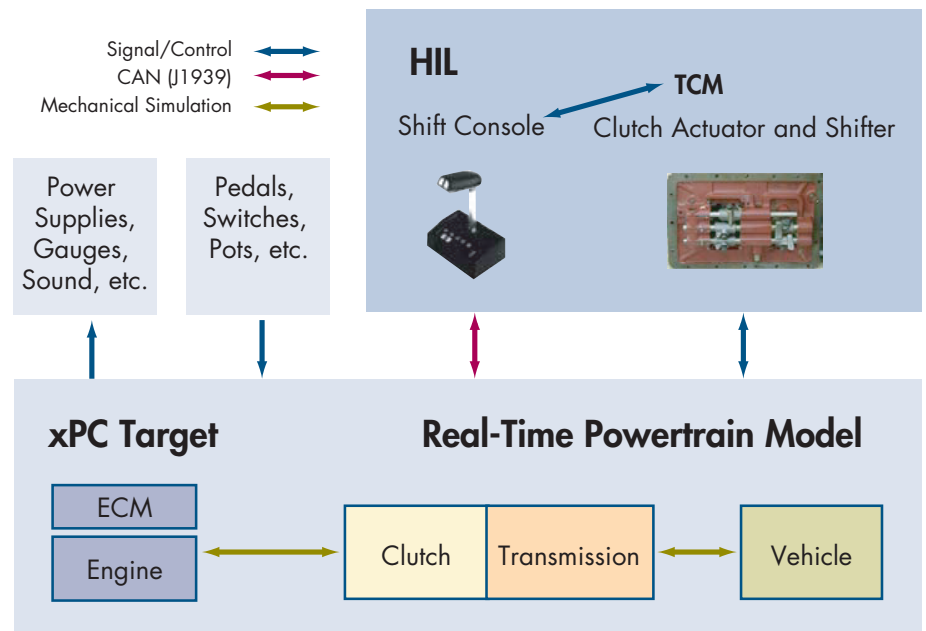 Signal/Control
CAN (J1939)
Mechanical Simulation
HIL
TCM
Shift Console
Clutch Actuator and Shifter
Power
Supplies,
Gauges,
Sound, etc.
Pedals,
Switches,
Pots, etc.
xPC Target
Real-Time Powertrain Model
ECM
Engine
Clutch
Transmission
Vehicle